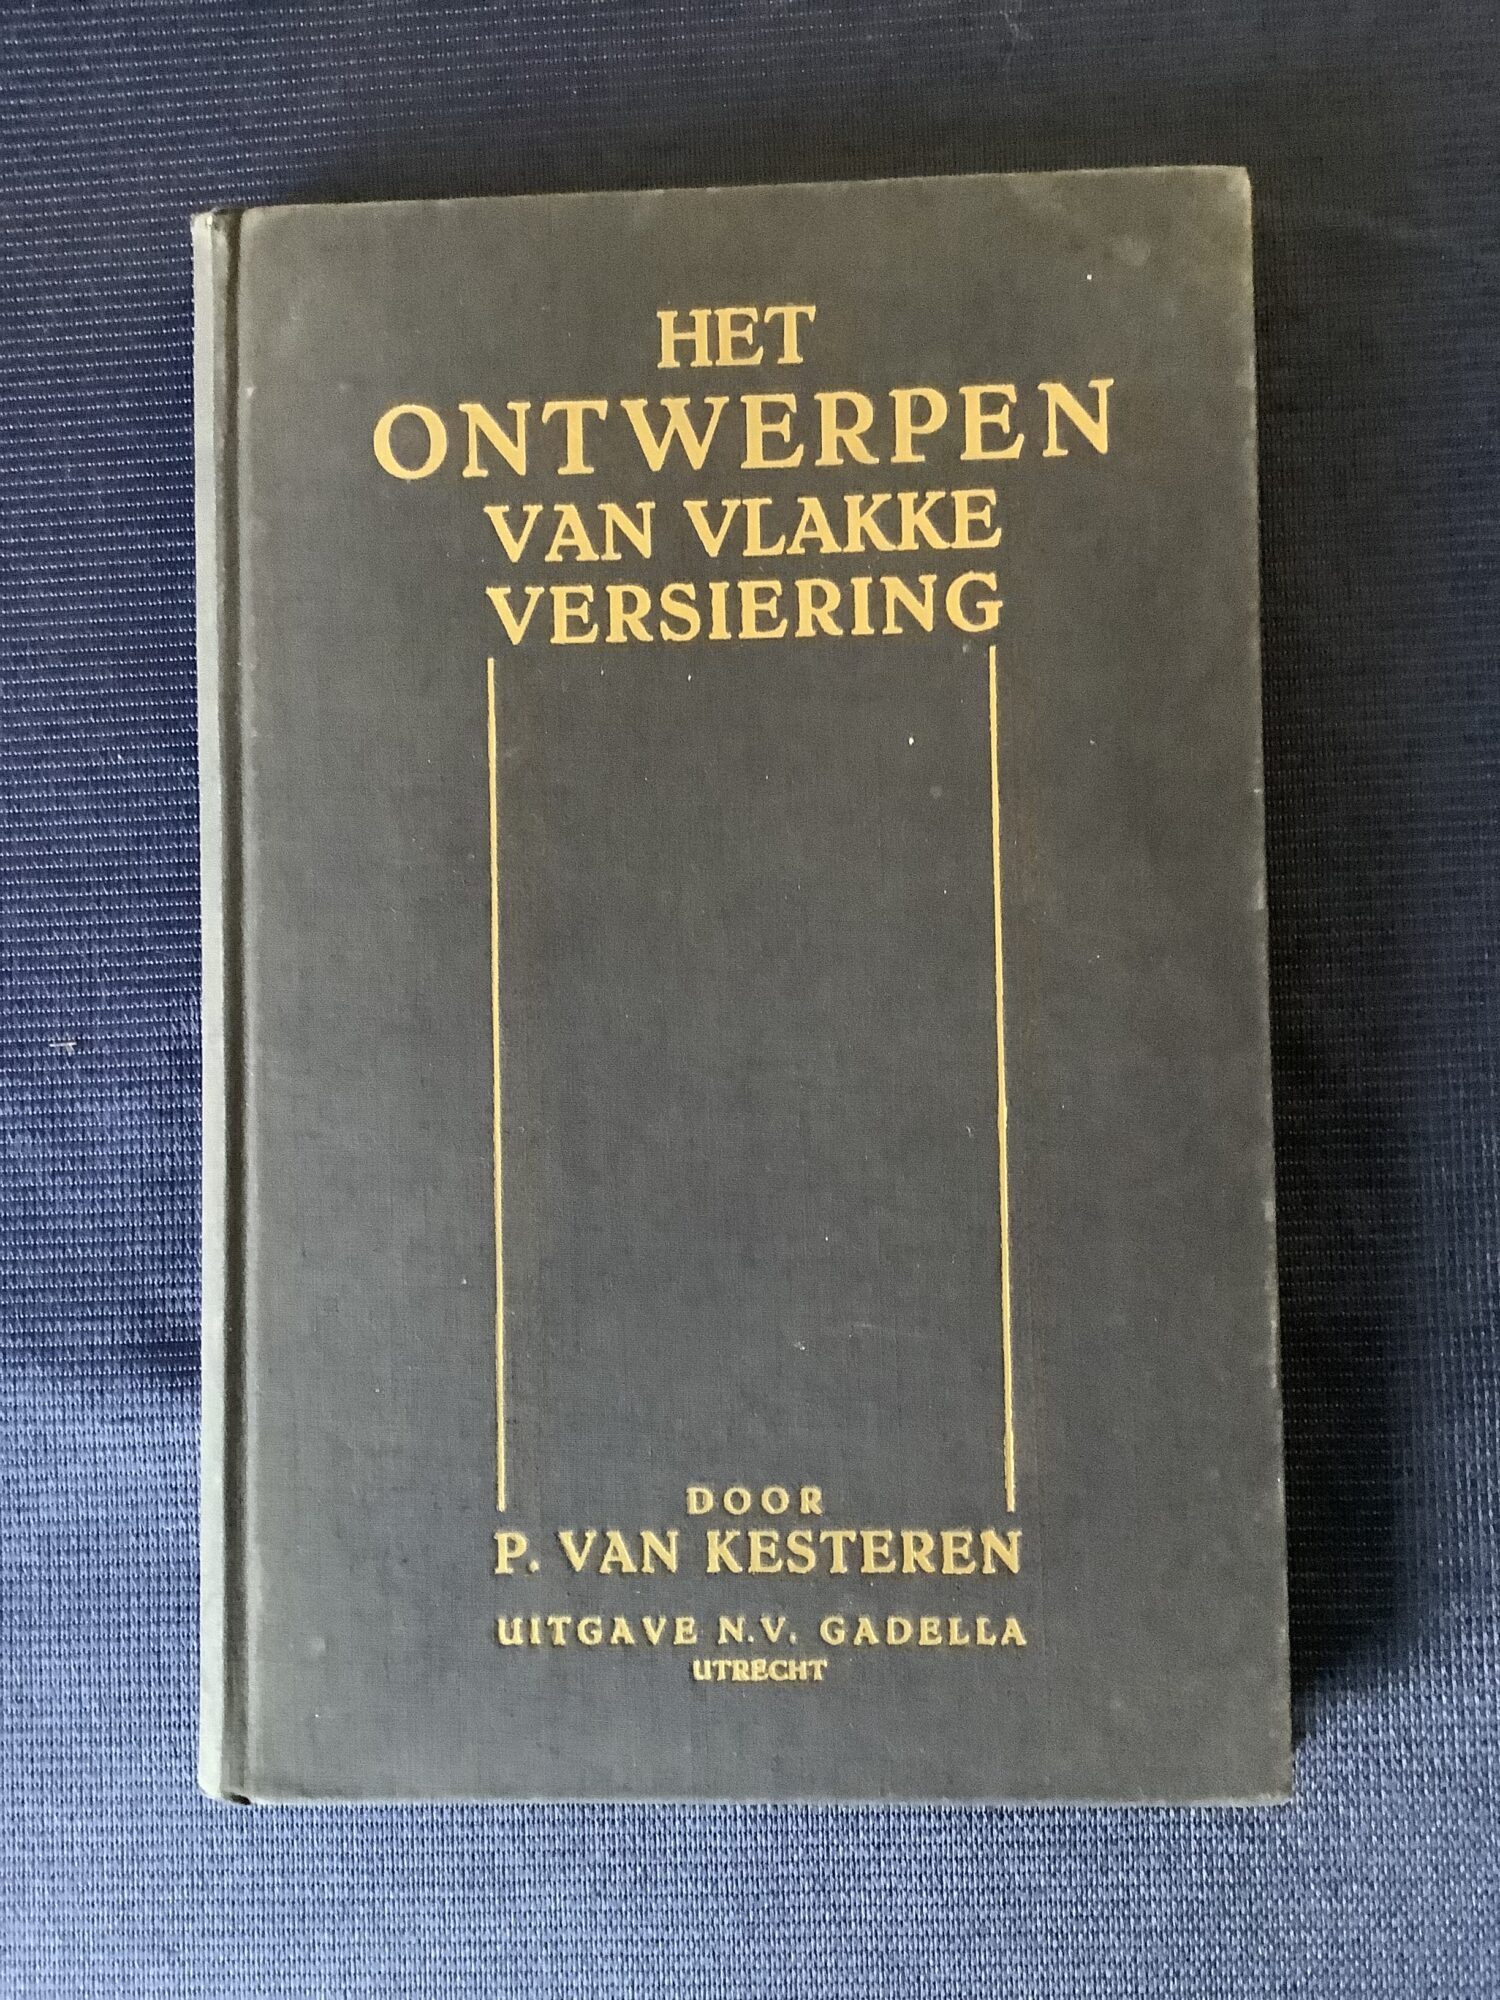 HET
ONTWERPEN
VAN VLAKKE
VERSIERING
DOOR
P. VAN KESTEREN
UITGAVE N.V. GADELLA
UTRECHT